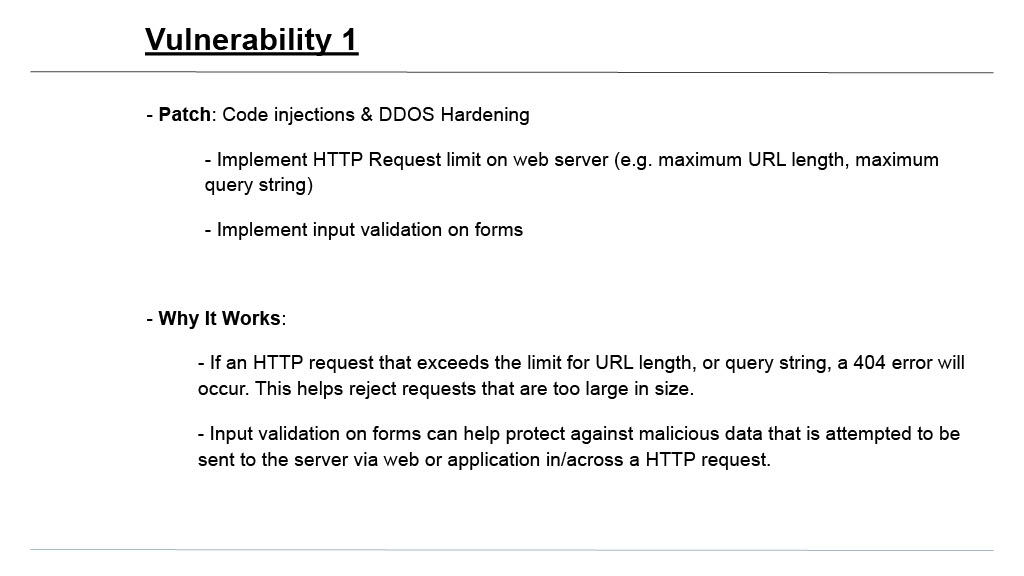 Vulnerability 1
- Patch: Code injections & DDOS Hardening
- Implement HTTP Request limit on web server (e.g. maximum URL length, maximum
query string)
- Implement input validation on forms
- Why It Works:
- If an HTTP request that exceeds the limit for URL length, or query string, a 404 error will
occur. This helps reject requests that are too large in size.
- Input validation on forms can help protect against malicious data that is attempted to be
sent to the server via web or application in/across a HTTP request.